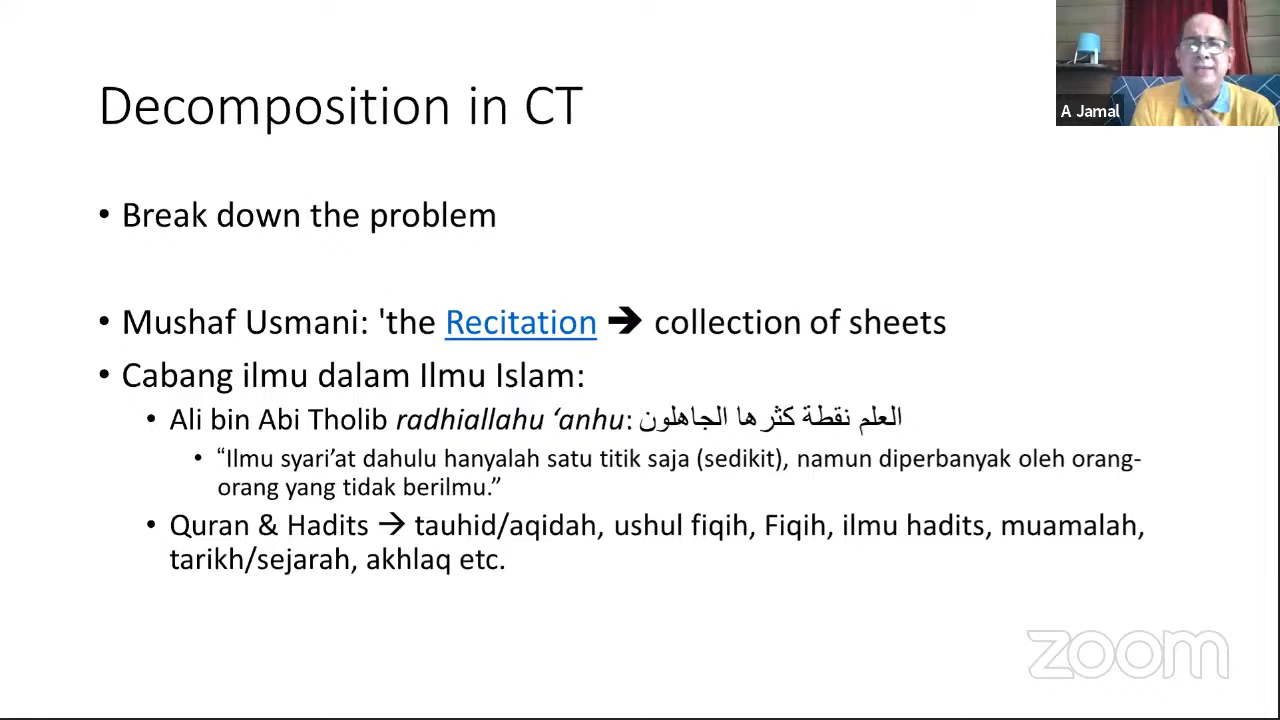 Decomposition in CT
A Jamal
• Break down the problem
• Mushaf Usmani: 'the Recitation 🡺 collection of sheets
• Cabang ilmu dalam Ilmu Islam:
• Ali bin Abi Tholib radhiallahu ‘anhu: العلم نقطة كثرها الجاهلون
• “Ilmu syari’at dahulu hanyalah satu titik saja (sedikit), namun diperbanyak oleh orang-
orang yang tidak berilmu.”
• Quran & Hadits → tauhid/aqidah, ushul fiqih, Fiqih, ilmu hadits, muamalah,
tarikh/sejarah, akhlaq etc.
zoom